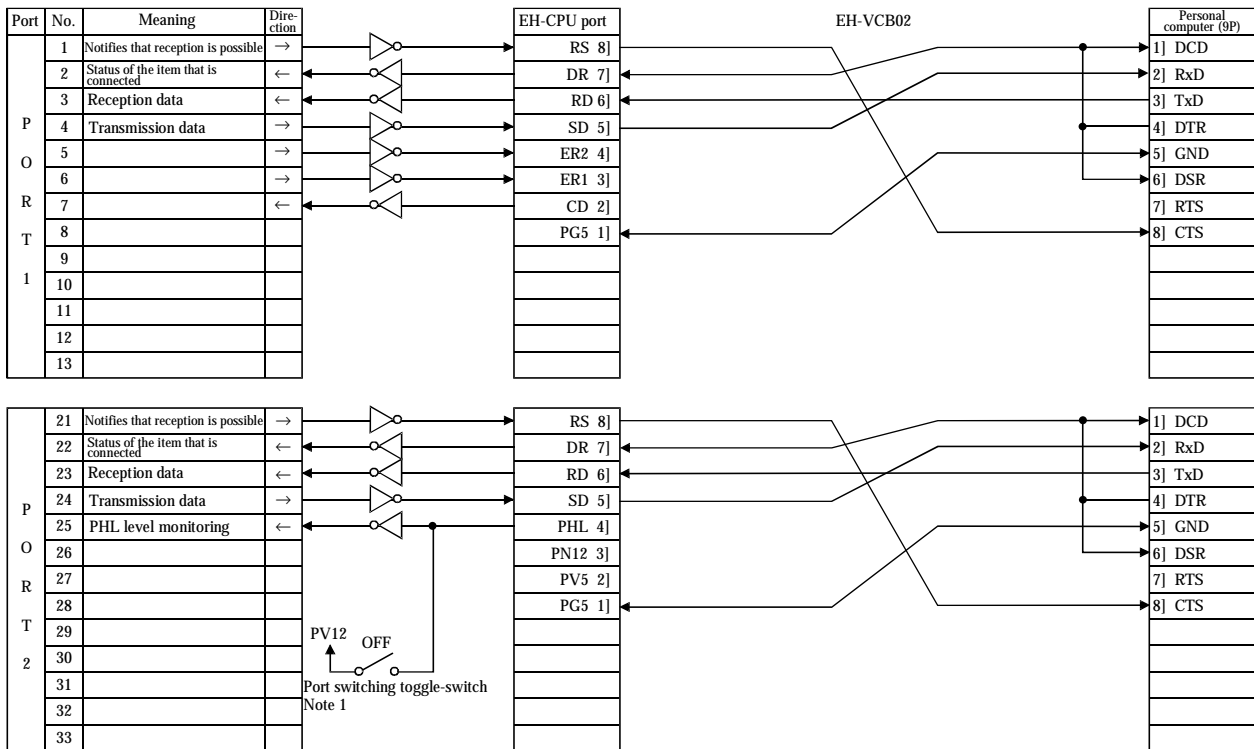 Port No. Meaning Dire-ction EH-CPU port EH-VCB02 Personal computer (9P)
1 Notifies that reception is possible → RS 8] 1] DCD
2 Status of the item that is connected ← DR 7] 2] RxD
3 Reception data ← RD 6] 3] TxD
4 Transmission data → SD 5] 4] DTR
5 → ER2 4] 5] GND
6 → ER1 3] 6] DSR
7 ← CD 2] 7] RTS
8 PG5 1] 8] CTS
9
10
11
12
13
PORT 1
21 Notifies that reception is possible → RS 8] 1] DCD
22 Status of the item that is connected ← DR 7] 2] RxD
23 Reception data ← RD 6] 3] TxD
24 Transmission data → SD 5] 4] DTR
25 PHL level monitoring ← PHL 4] 5] GND
26 PN12 3] 6] DSR
27 PV5 2] 7] RTS
28 PG5 1] 8] CTS
29
30
31
32
33
PORT 2
PV12 OFF
Port switching toggle-switch
Note 1